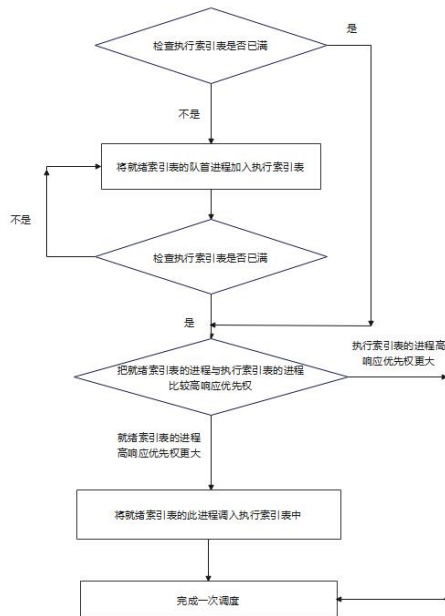 检查执行索引表是否已满
是
不是
将就绪索引表的队首进程加入执行索引表
不是
检查执行索引表是否已满
是
执行索引表的进程高
响应优先权更大
把就绪索引表的进程与执行索引表的进程
比较高响应优先权
就绪索引表的进程
高响应优先权更大
将就绪索引表的此进程调入执行索引表中
完成一次调度